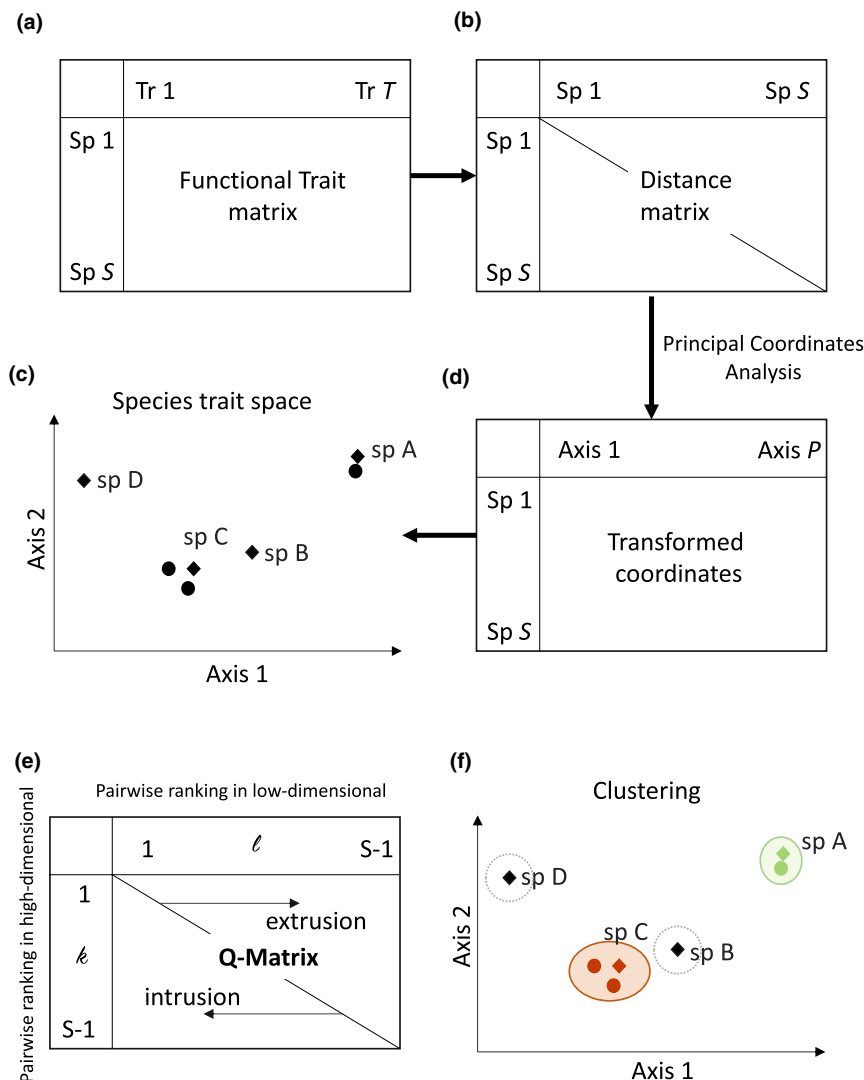 (a)
Tr 1 Tr T
Sp 1
Functional Trait
matrix
Sp S
(b)
Sp 1 Sp S
Sp 1
Distance
matrix
Sp S
Principal Coordinates
Analysis
(c)
Species trait space
sp A
sp D
sp C
sp B
Axis 2
Axis 1
(d)
Axis 1 Axis P
Sp 1
Transformed
coordinates
Sp S
(e)
Pairwise ranking in low-dimensional
Pairwise ranking in high-dimensional
1 ℓ S-1
1
extrusion
k
Q-Matrix
intrusion
S-1
(f)
Clustering
sp A
sp D
sp C
sp B
Axis 2
Axis 1